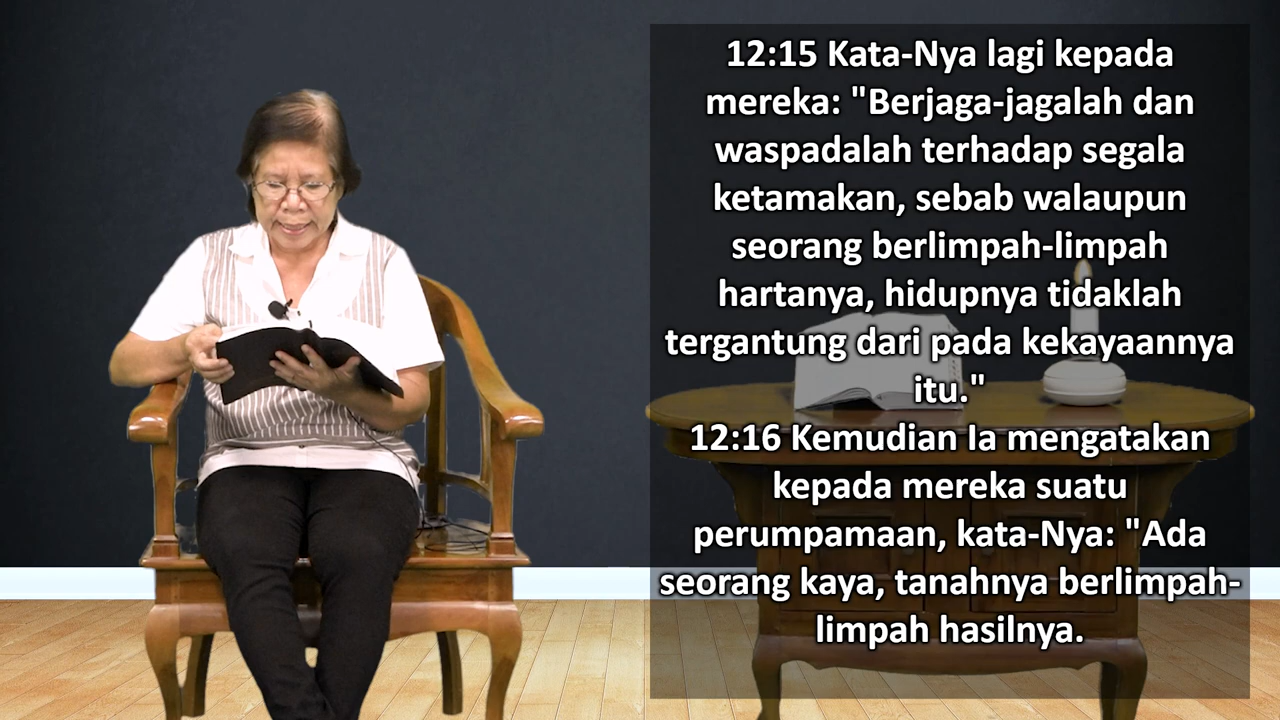 12:15 Kata-Nya lagi kepada
mereka: "Berjaga-jagalah dan
waspadalah terhadap segala
ketamakan, sebab walaupun
seorang berlimpah-limpah
hartanya, hidupnya tidaklah
tergantung dari pada kekayaannya
itu."
12:16 Kemudian Ia mengatakan
kepada mereka suatu
perumpamaan, kata-Nya: "Ada
seorang kaya, tanahnya berlimpah-
limpah hasilnya.